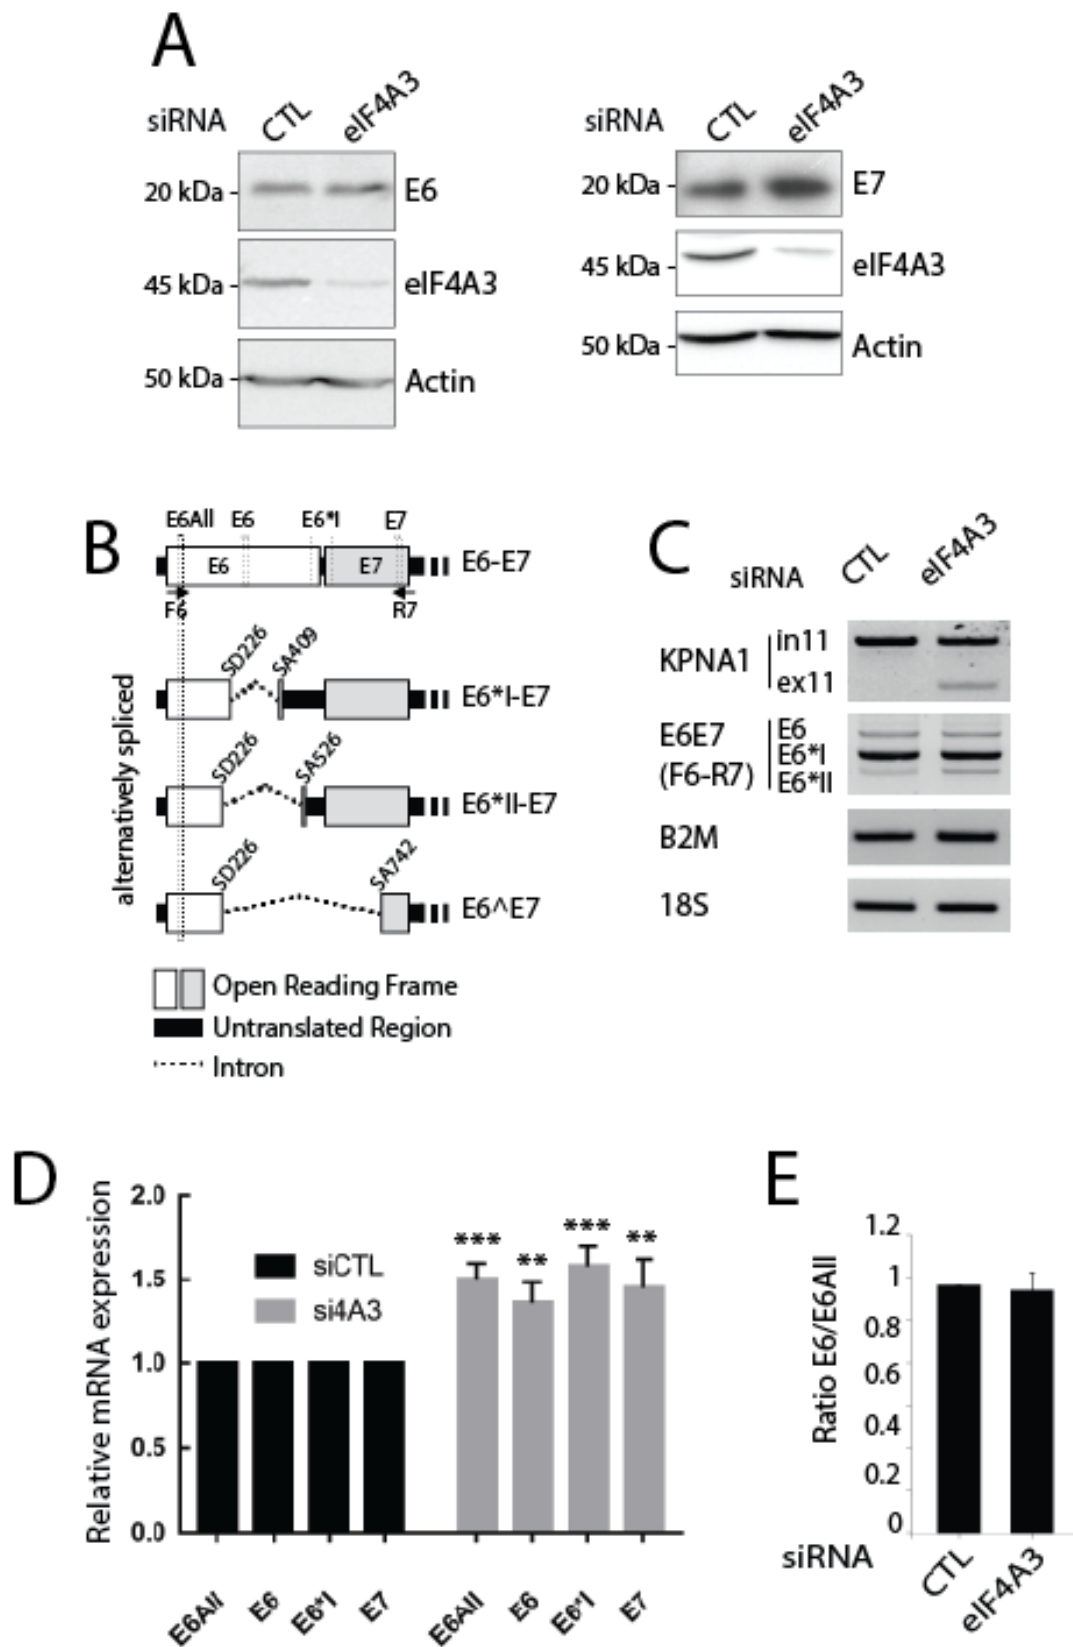 A
siRNA CTL eIF4A3
20 kDa E6
45 kDa eIF4A3
50 kDa Actin
siRNA CTL eIF4A3
20 kDa E7
45 kDa eIF4A3
50 kDa Actin
B
E6All E6 E6*I E7
E6 E7 E6-E7
F6 R7
alternatively spliced
SD226 SA409
E6*I-E7
SD226 SA526
E6*II-E7
SD226 SA742
E6^E7
Open Reading Frame
Untranslated Region
Intron
C
siRNA CTL eIF4A3
KPNA1 in11
ex11
E6E7 E6
(F6-R7) E6*I
E6*II
B2M
18S
D
Relative mRNA expression
2.0
1.5
1.0
0.5
0.0
siCTL
si4A3
*** ** *** **
E6All E6 E6*I E7 E6All E6 E6*I E7
E
Ratio E6/E6All
1.2
1
0.8
0.6
0.4
0.2
0
siRNA CTL eIF4A3